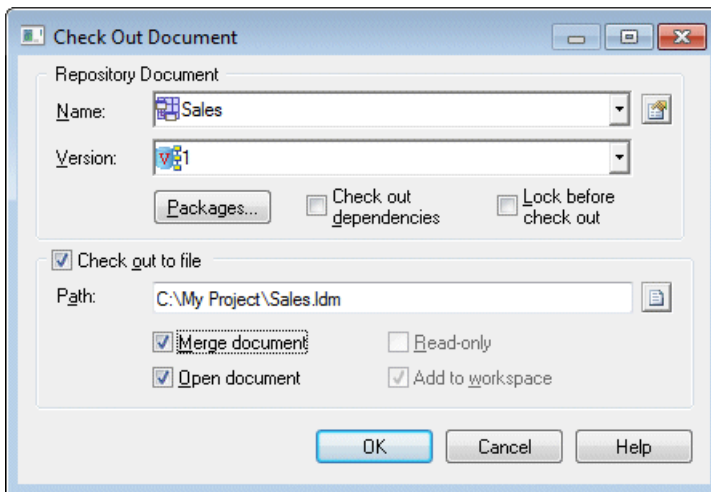 Check Out Document
Repository Document
Name: Sales
Version: 1
Packages... Check out dependencies Lock before check out
Check out to file
Path: C:\My Project\Sales.ldm
Merge document Read-only
Open document Add to workspace
OK Cancel Help